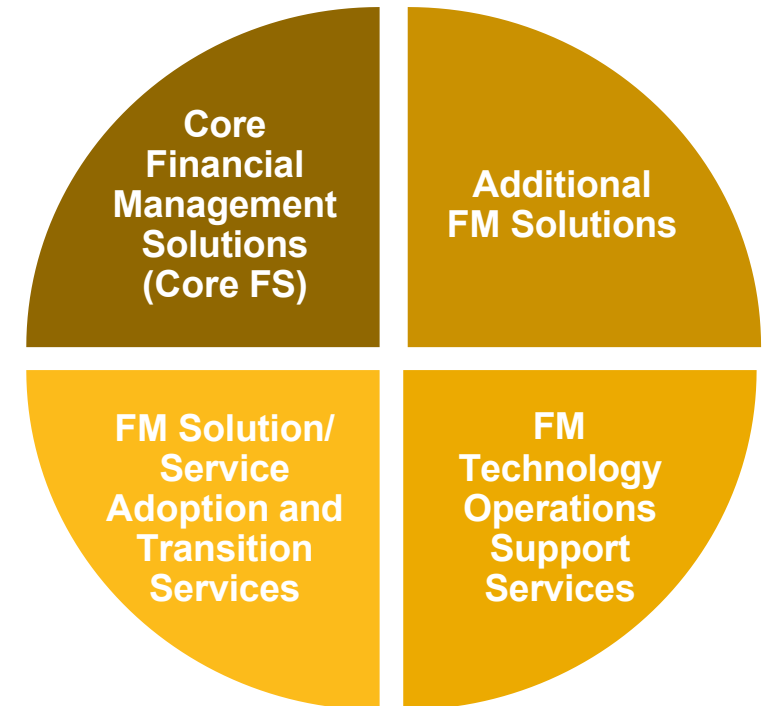 Core
Financial
Management
Solutions
(Core FS)
Additional
FM Solutions
FM Solution/
Service
Adoption and
Transition
Services
FM
Technology
Operations
Support
Services